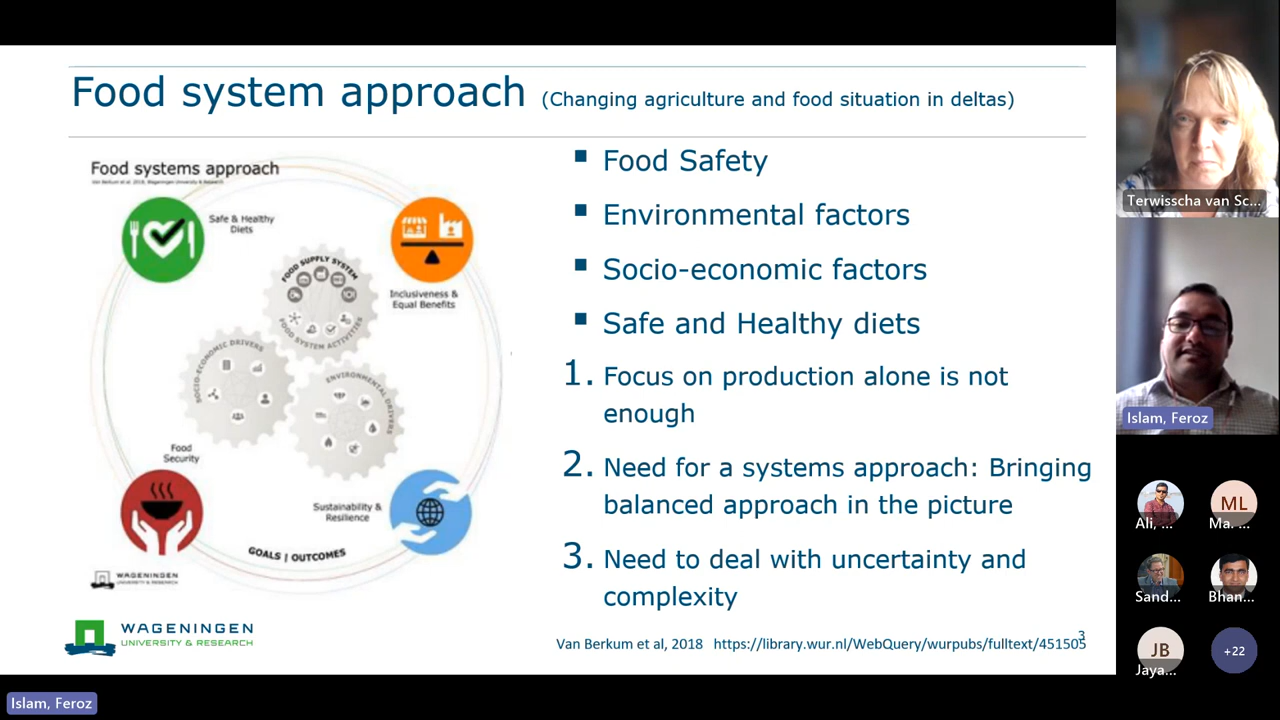 Food system approach (Changing agriculture and food situation in deltas)
Food systems approach
Van Berkum et al. 2018, Wageningen University & Research
Safe & Healthy
Diets
Inclusiveness &
Equal Benefits
FOOD SUPPLY SYSTEM
FOOD SYSTEM ACTIVITIES
SOCIO-ECONOMIC DRIVERS
ENVIRONMENTAL DRIVERS
Food
Security
Sustainability &
Resilience
GOALS | OUTCOMES
WAGENINGEN
UNIVERSITY & RESEARCH
▪ Food Safety
▪ Environmental factors
▪ Socio-economic factors
▪ Safe and Healthy diets
1. Focus on production alone is not
enough
2. Need for a systems approach: Bringing
balanced approach in the picture
3. Need to deal with uncertainty and
complexity
WAGENINGEN
UNIVERSITY & RESEARCH
Van Berkum et al, 2018 https://library.wur.nl/WebQuery/wurpubs/fulltext/451505
3
Terwisscha van Sc...
Islam, Feroz
Ali, ...
ML
Ma. ...
Sand...
Bhan...
JB
Jaya...
+22
Islam, Feroz